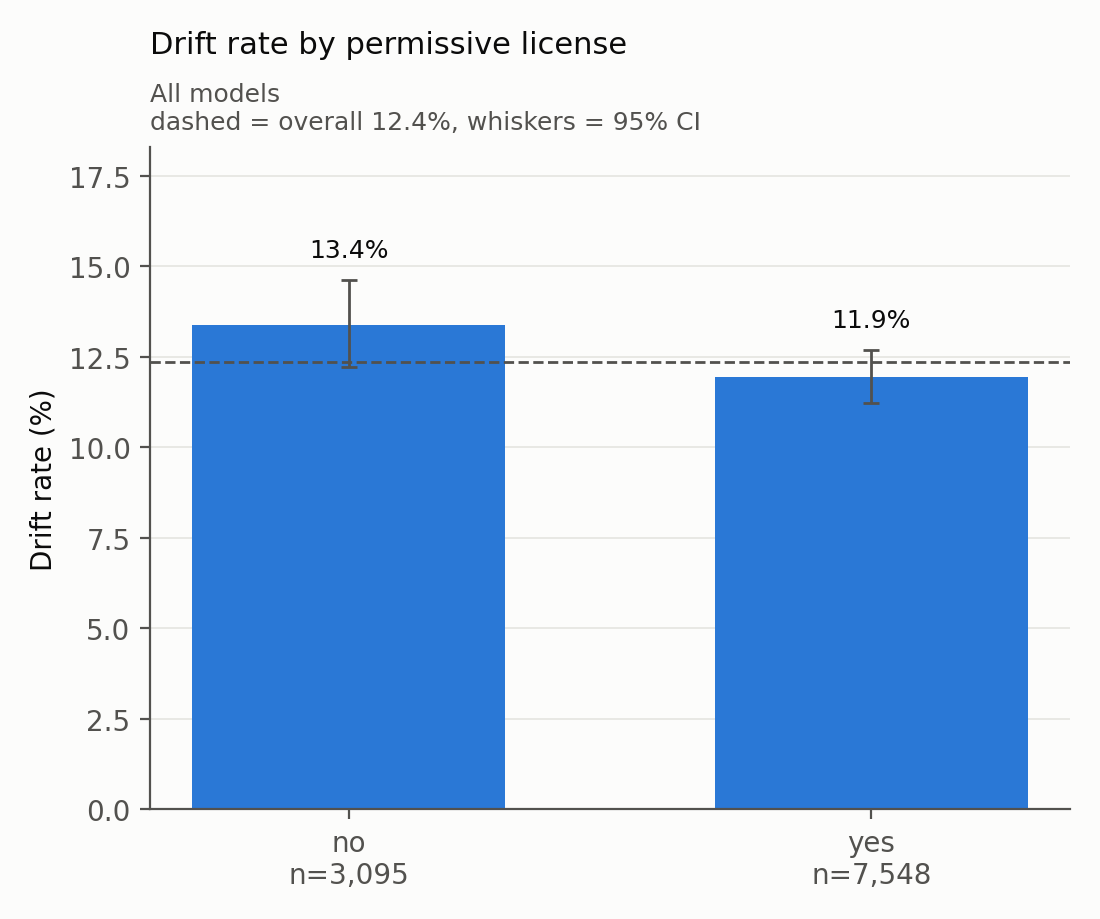 Drift rate by permissive license
All models
dashed = overall 12.4%, whiskers = 95% CI
Drift rate (%)
17.5
15.0
12.5
10.0
7.5
5.0
2.5
0.0
13.4%
11.9%
no
n=3,095
yes
n=7,548